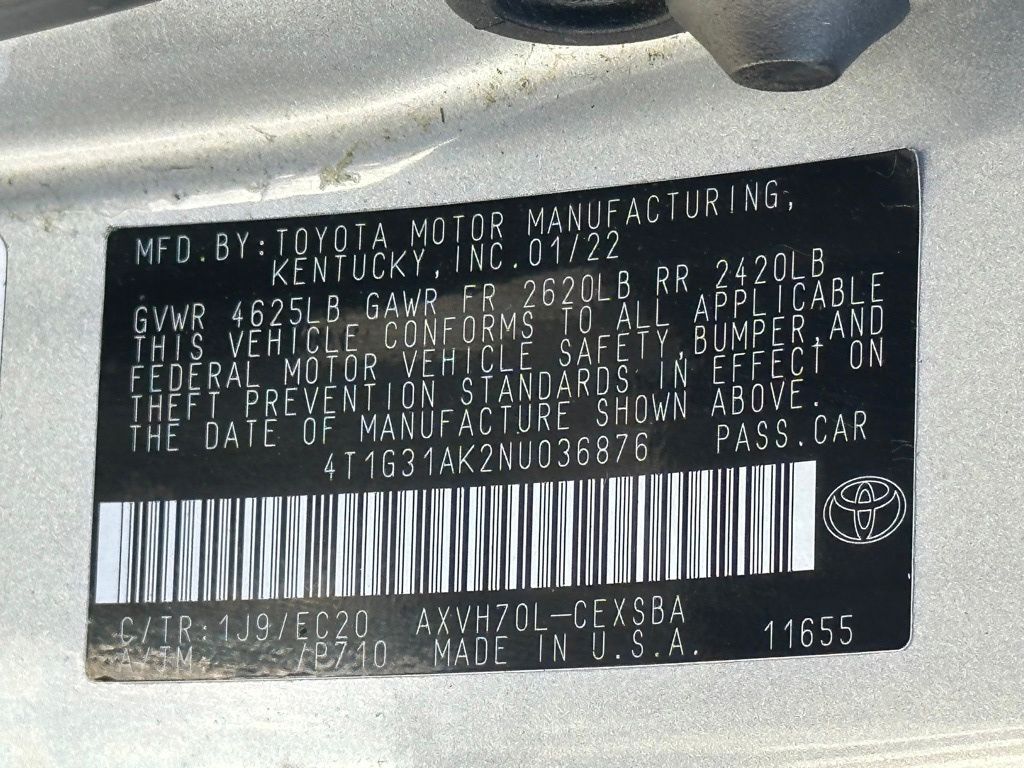 MFD. BY: TOYOTA MOTOR MANUFACTURING,
KENTUCKY, INC. 01/22
GVWR 4625LB GAWR FR 2620LB RR 2420LB
THIS VEHICLE CONFORMS TO ALL APPLICABLE
FEDERAL MOTOR VEHICLE SAFETY, BUMPER, AND
THEFT PREVENTION STANDARDS IN EFFECT ON
THE DATE OF MANUFACTURE SHOWN ABOVE.
4T1G31AK2NU036876 PASS.CAR
C/TR: 1J9/EC20 AXVH70L-CEXSBA
A/TM- /P710 MADE IN U.S.A. 11655